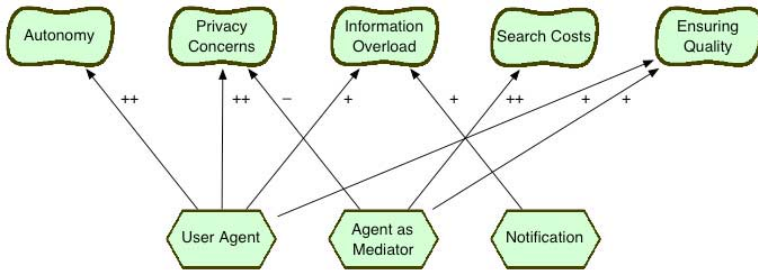 Autonomy
Privacy
Concerns
Information
Overload
Search Costs
Ensuring
Quality
++
++
–
+
+
++
+
+
User Agent
Agent as
Mediator
Notification